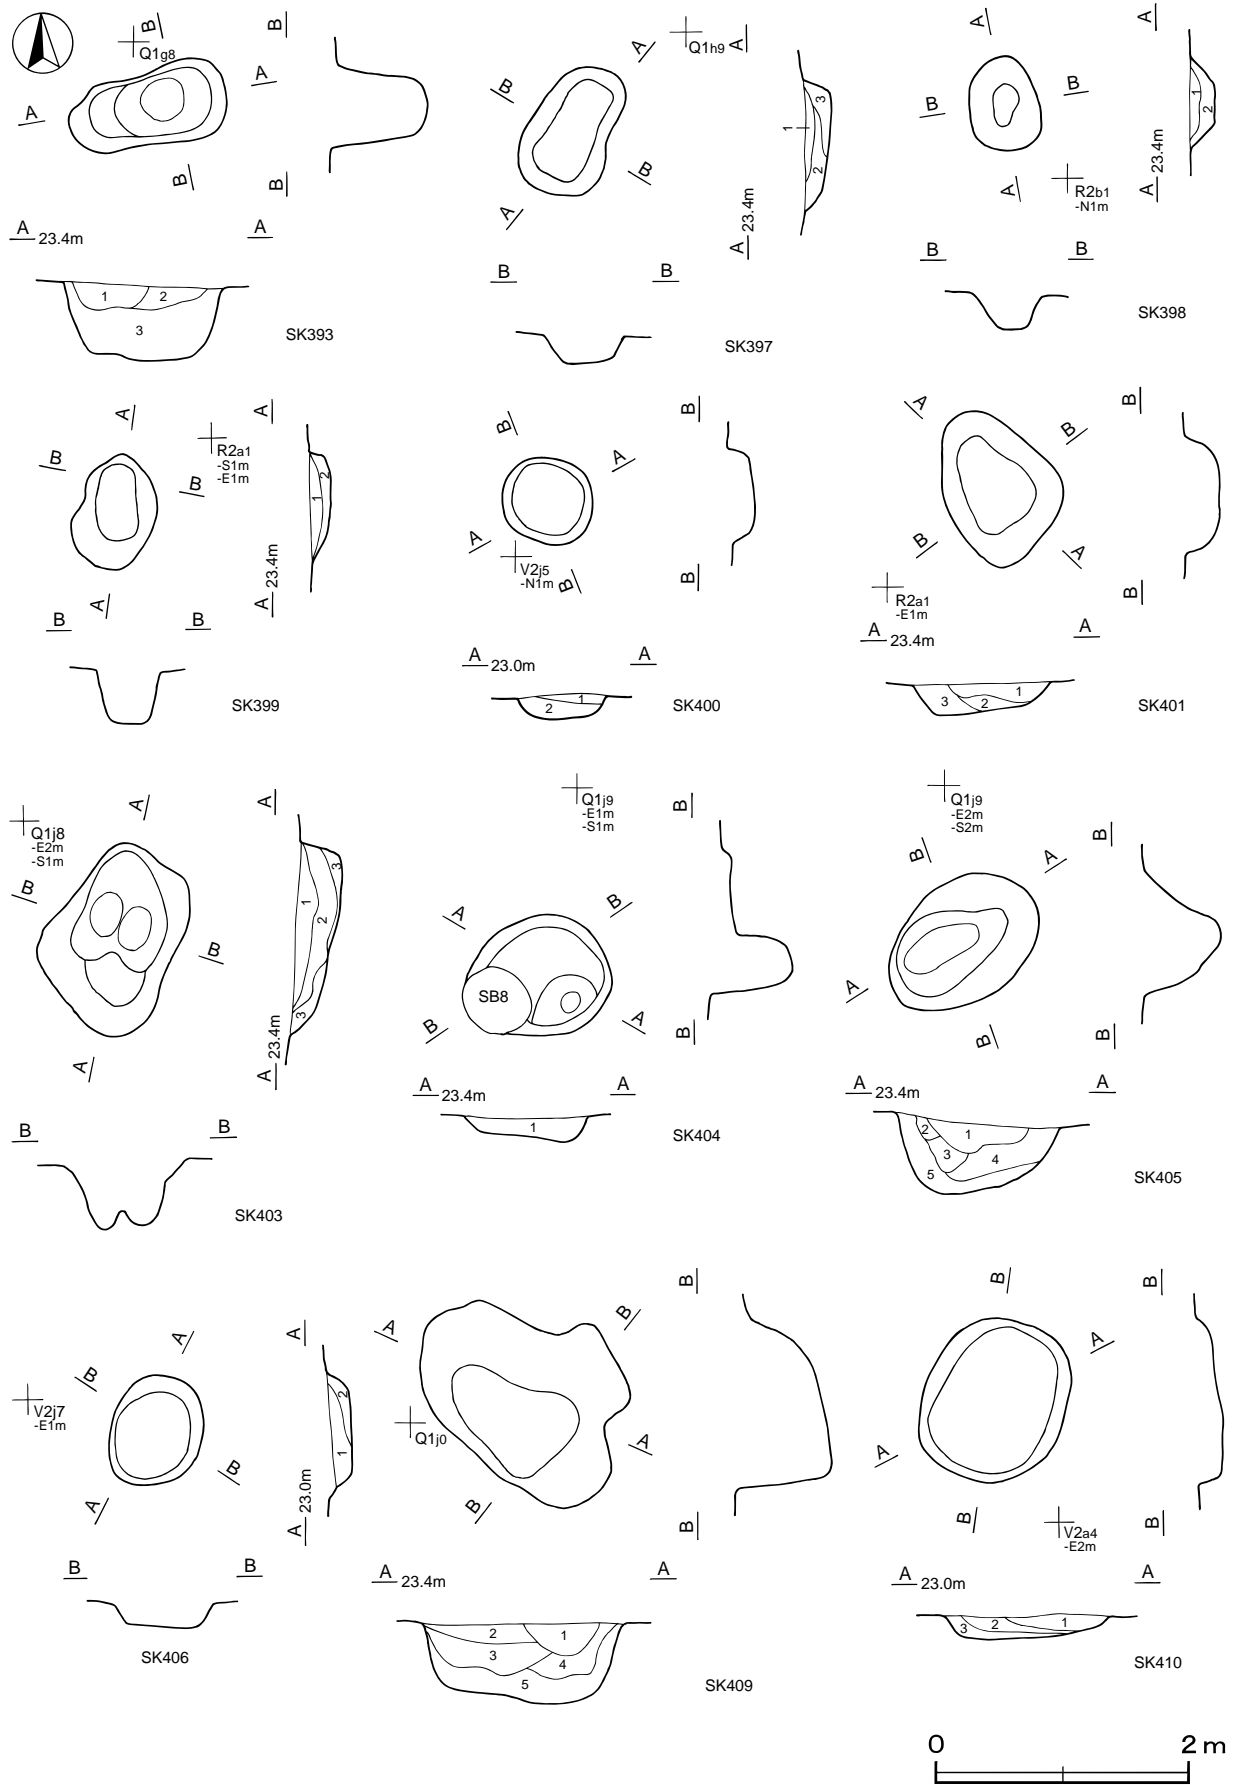 B
Q1g8
A
A
B
B
B
A 23.4m
A
1
2
3
SK393
A
Q1h9
B
B
A
A
1
2
3
A 23.4m
B
B
SK397
A
B
B
A
R2b1
-N1m
A
1
2
A 23.4m
B
B
SK398
A
B
B
A
R2a1
-S1m
-E1m
A
1
2
A 23.4m
B
B
SK399
B
A
A
B
V2j5
-N1m
B
B
A 23.0m
A
1
2
SK400
A
B
B
A
R2a1
-E1m
B
B
A 23.4m
A
1
2
3
SK401
Q1j8
-E2m
-S1m
A
B
B
A
A
1
2
3
3
A 23.4m
B
B
SK403
Q1j9
-E1m
-S1m
A
B
SB8
B
A
B
B
A 23.4m
A
1
SK404
Q1j9
-E2m
-S2m
B
A
A
B
B
B
A 23.4m
A
1
2
3
4
5
SK405
V2j7
-E1m
A
B
B
A
A
2
1
A 23.0m
B
B
SK406
A
B
Q1j0
A
B
B
B
A 23.4m
A
1
2
3
4
5
SK409
B
A
A
B
V2a4
-E2m
B
B
A 23.0m
A
1
2
3
SK410
0 2 m